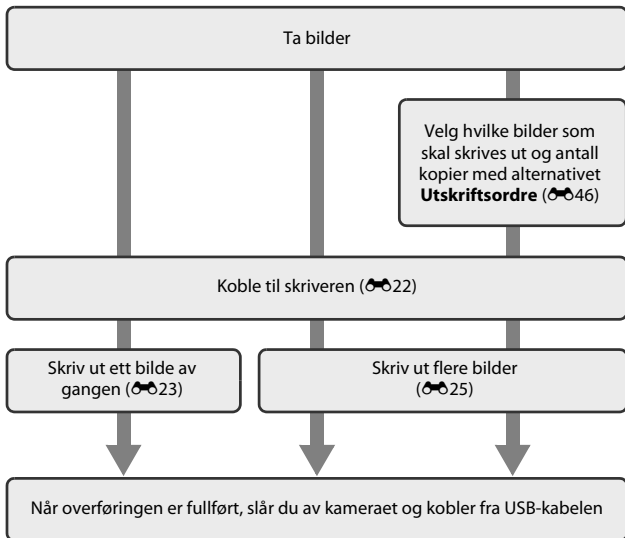 Ta bilder
Velg hvilke bilder som
skal skrives ut og antall
kopier med alternativet
Utskriftsordre (46)
Koble til skriveren (22)
Skriv ut ett bilde av
gangen (23)
Skriv ut flere bilder
(25)
Når overføringen er fullført, slår du av kameraet og kobler fra USB-kabelen